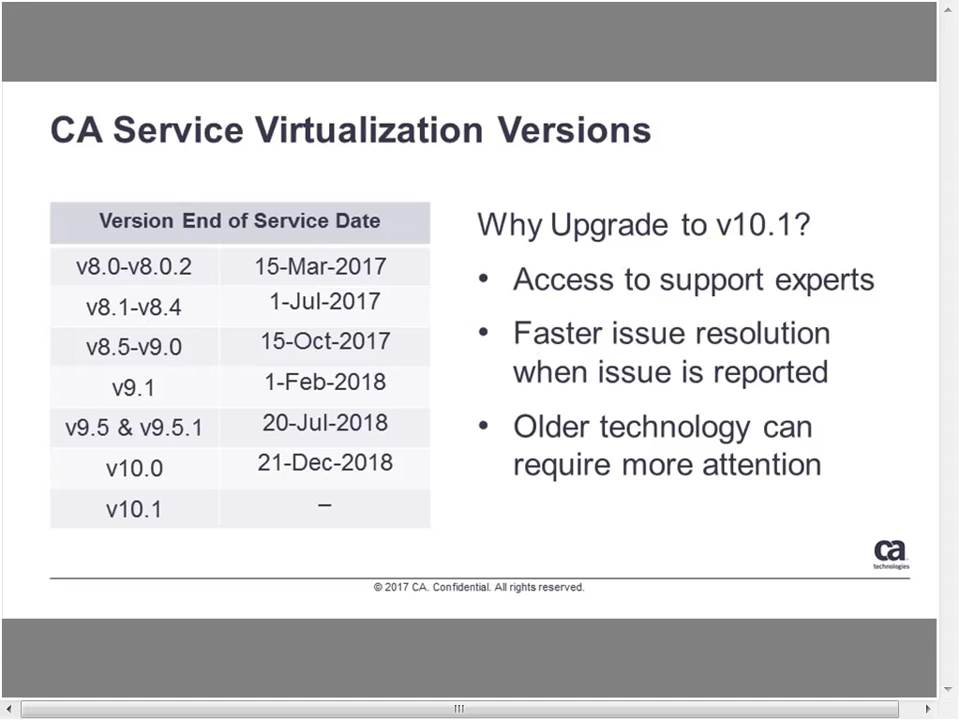 CA Service Virtualization Versions
Version End of Service Date
v8.0-v8.0.2 15-Mar-2017
v8.1-v8.4 1-Jul-2017
v8.5-v9.0 15-Oct-2017
v9.1 1-Feb-2018
v9.5 & v9.5.1 20-Jul-2018
v10.0 21-Dec-2018
v10.1 –
Why Upgrade to v10.1?
• Access to support experts
• Faster issue resolution
when issue is reported
• Older technology can
require more attention
ca
technologies
© 2017 CA. Confidential. All rights reserved.